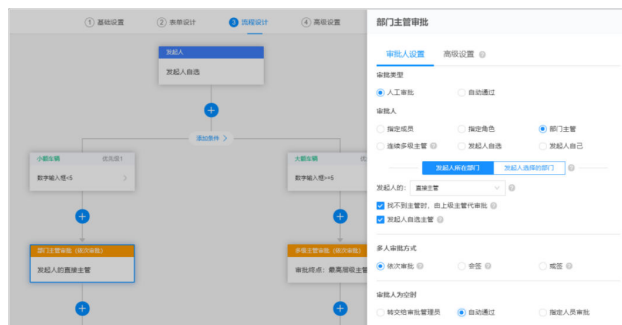 1 基础设置
2 表单设计
3 流程设计
4 高级设置
发起人
发起人自选
添加条件 >
小额车辆 优先级1
数字输入框<5
大额车辆
数字输入框>=5
部门主管审批（依次审批）
发起人的直接主管
多级主管审批（依次审批）
审批终点：最高层级主管
部门主管审批
审批人设置 高级设置
审批类型
人工审批 自动通过
审批人
指定成员 指定角色 部门主管
连续多级主管 发起人自选 发起人自己
发起人所在部门 发起人选择的部门
发起人的: 直接主管
找不到主管时，由上级主管代审批
发起人自选主管
多人审批方式
依次审批 会签 或签
审批人为空时
转交给审批管理员 自动通过 指定人员审批